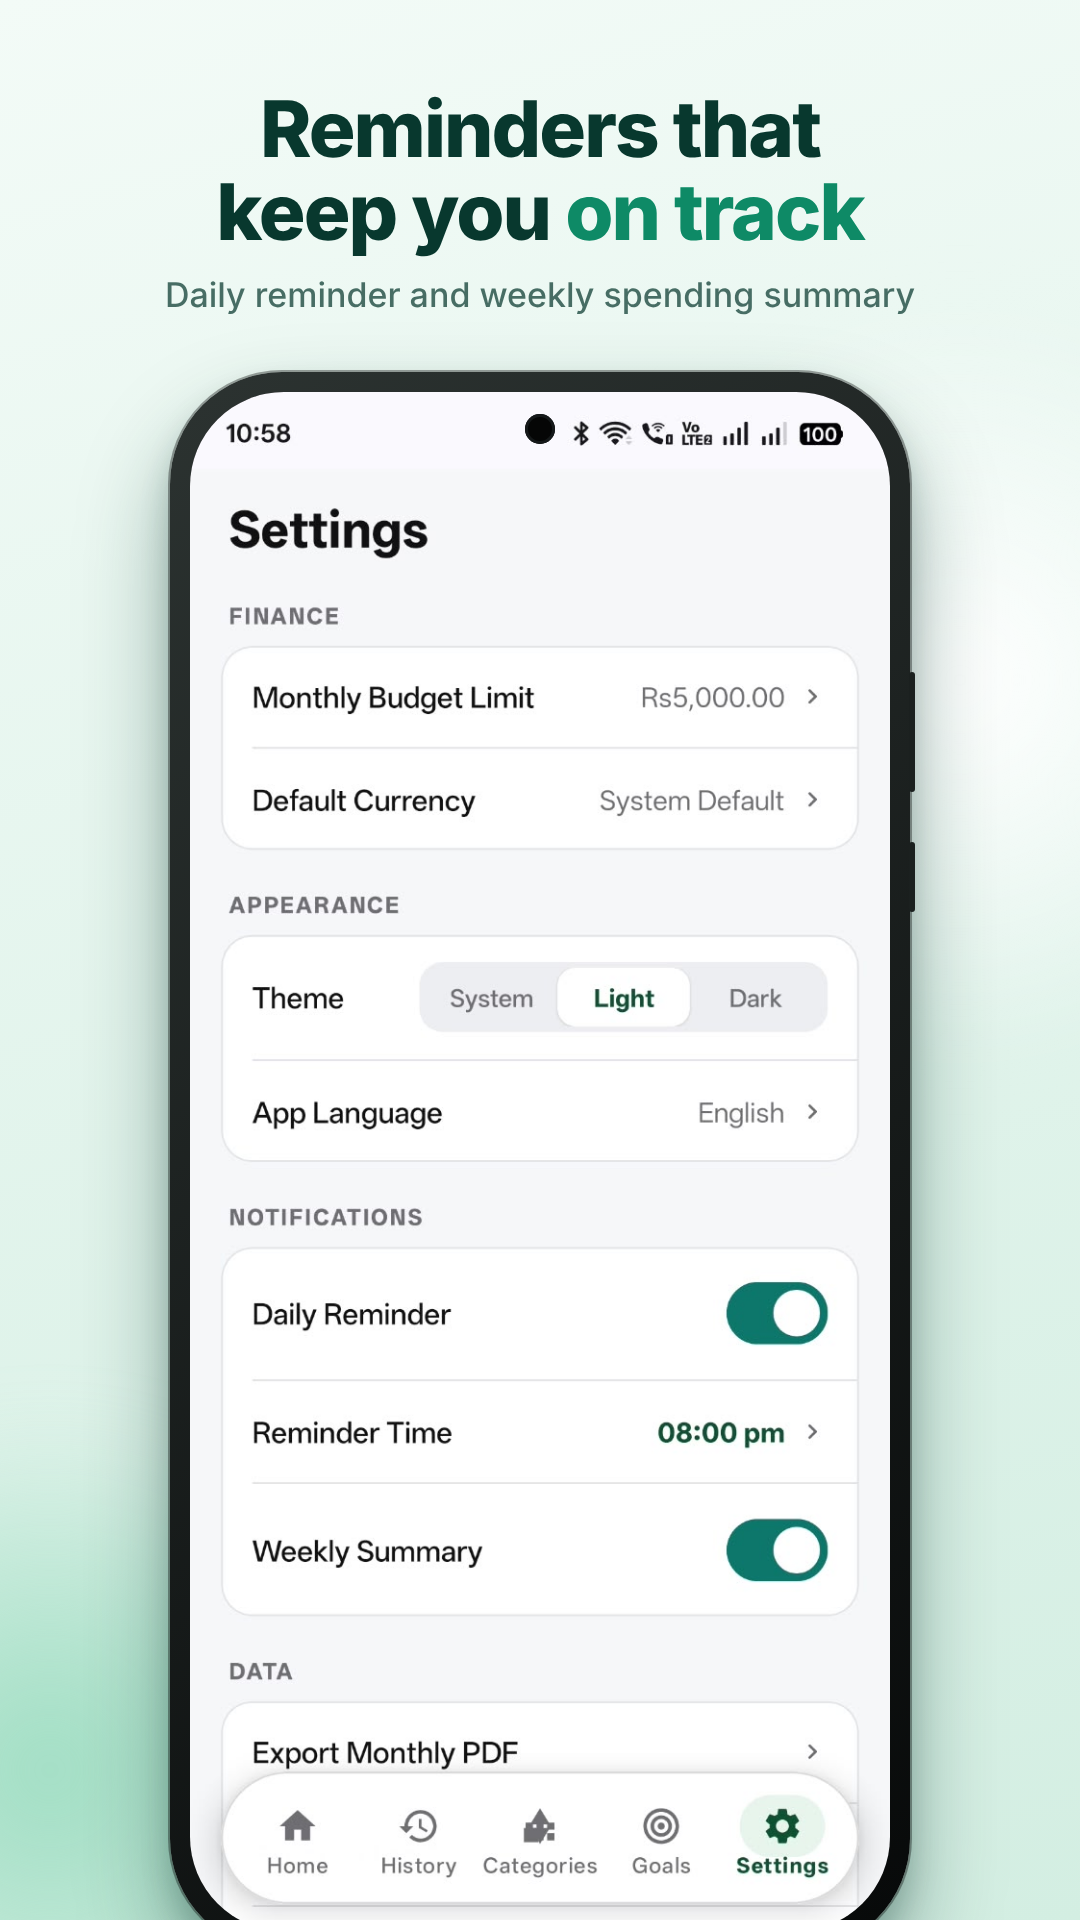 Reminders that
keep you on track
Daily reminder and weekly spending summary
10:58
Vo
LTE2
100
Settings
FINANCE
Monthly Budget Limit Rs5,000.00
Default Currency System Default
APPEARANCE
Theme System Light Dark
App Language English
NOTIFICATIONS
Daily Reminder
Reminder Time 08:00 pm
Weekly Summary
DATA
Export Monthly PDF
Home History Categories Goals Settings